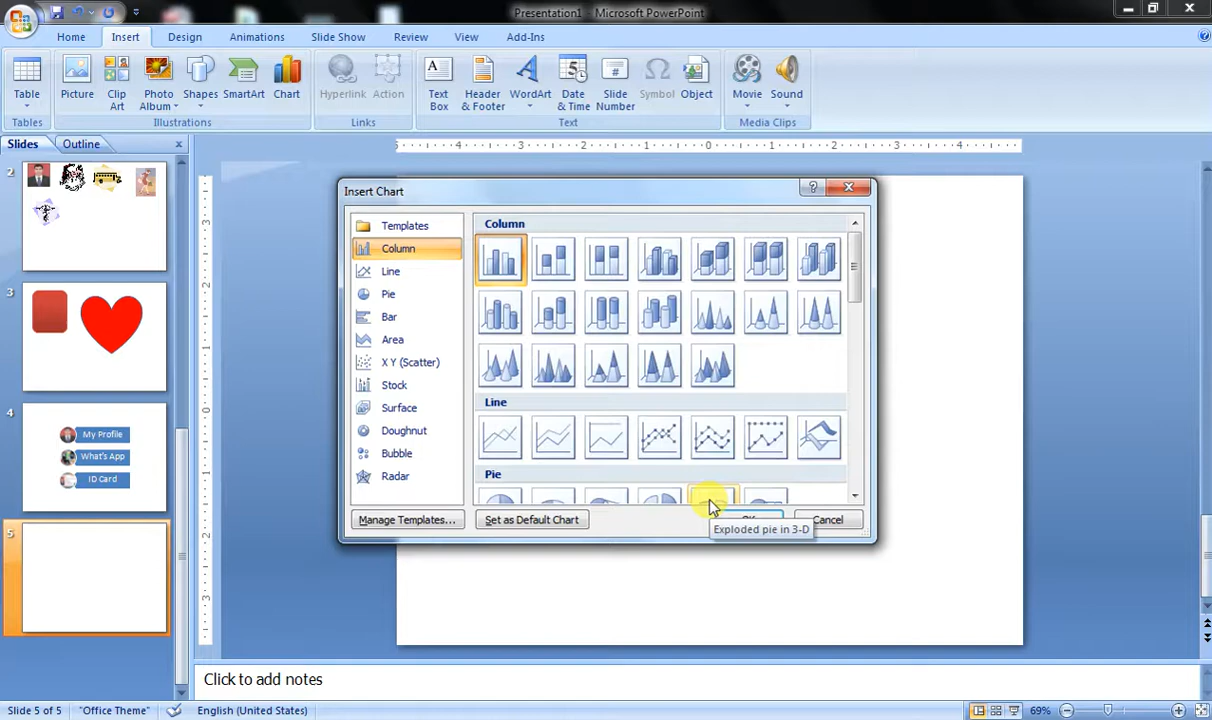 Presentation1 - Microsoft PowerPoint
Home Insert Design Animations Slide Show Review View Add-Ins
Table Picture Clip Art Photo Album Shapes SmartArt Chart Hyperlink Action Text Box Header & Footer WordArt Date & Time Slide Number Symbol Object Movie Sound
Tables Illustrations Links Text Media Clips
Slides Outline
2
3
4
My Profile
What's App
ID Card
5
Insert Chart
Templates
Column
Line
Pie
Bar
Area
X Y (Scatter)
Stock
Surface
Doughnut
Bubble
Radar
Column
Line
Pie
Manage Templates...
Set as Default Chart
Cancel
Exploded pie in 3-D
Click to add notes
Slide 5 of 5 "Office Theme" English (United States) 69%